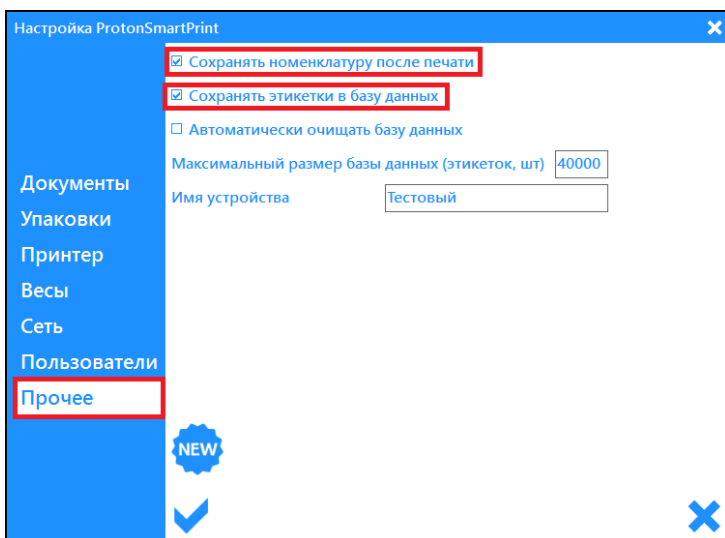 Настройка ProtonSmartPrint
Сохранять номенклатуру после печати
Сохранять этикетки в базу данных
Автоматически очищать базу данных
Максимальный размер базы данных (этикеток, шт) 40000
Имя устройства Тестовый
Документы
Упаковки
Принтер
Весы
Сеть
Пользователи
Прочее
NEW